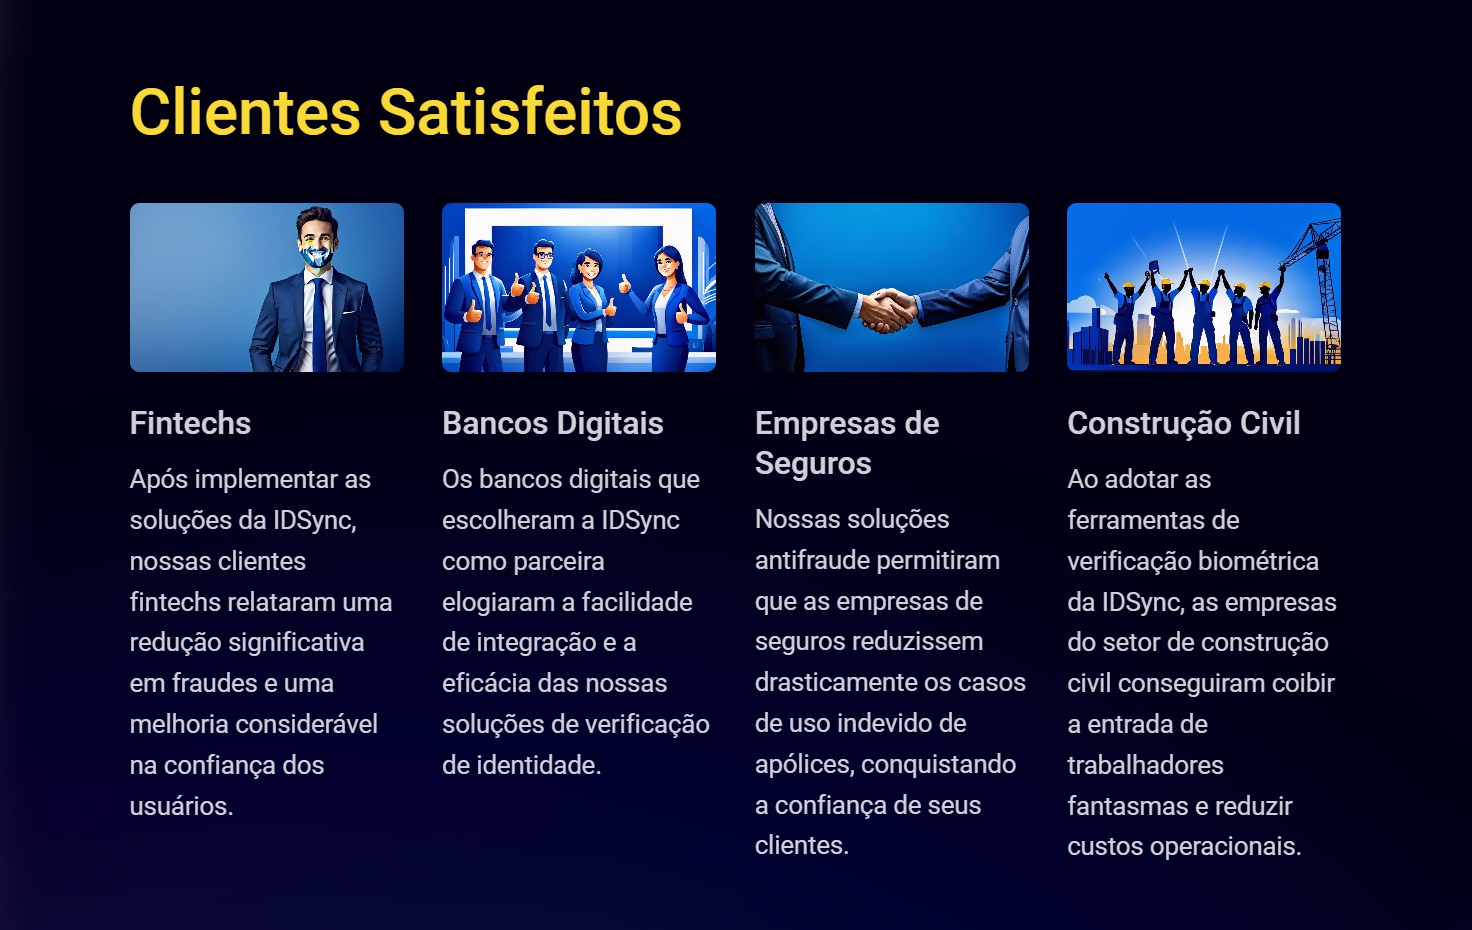 Clientes Satisfeitos
Fintechs
Após implementar as
soluções da IDSync,
nossas clientes
fintechs relataram uma
redução significativa
em fraudes e uma
melhoria considerável
na confiança dos
usuários.
Bancos Digitais
Os bancos digitais que
escolheram a IDSync
como parceira
elogiaram a facilidade
de integração e a
eficácia das nossas
soluções de verificação
de identidade.
Empresas de
Seguros
Nossas soluções
antifraude permitiram
que as empresas de
seguros reduzissem
drasticamente os casos
de uso indevido de
apólices, conquistando
a confiança de seus
clientes.
Construção Civil
Ao adotar as
ferramentas de
verificação biométrica
da IDSync, as empresas
do setor de construção
civil conseguiram coibir
a entrada de
trabalhadores
fantasmas e reduzir
custos operacionais.